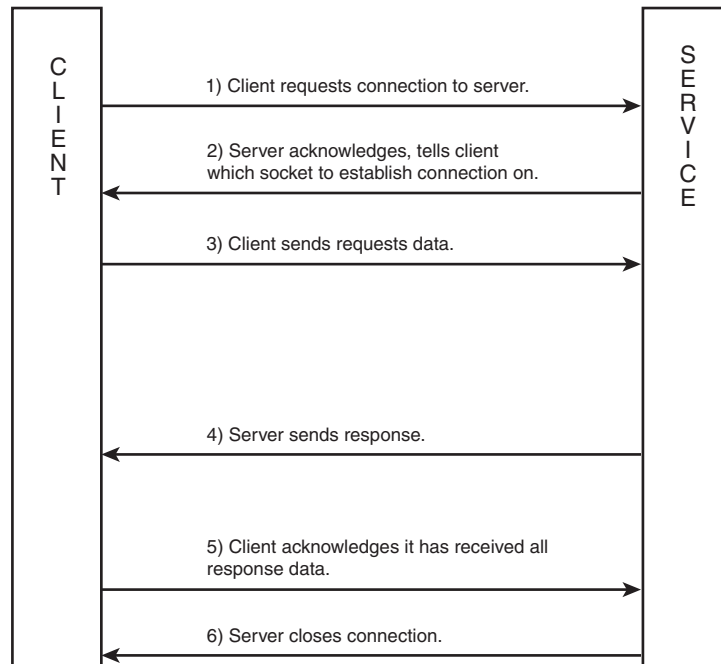 CLIENT
SERVICE
1) Client requests connection to server.
2) Server acknowledges, tells client
which socket to establish connection on.
3) Client sends requests data.
4) Server sends response.
5) Client acknowledges it has received all
response data.
6) Server closes connection.